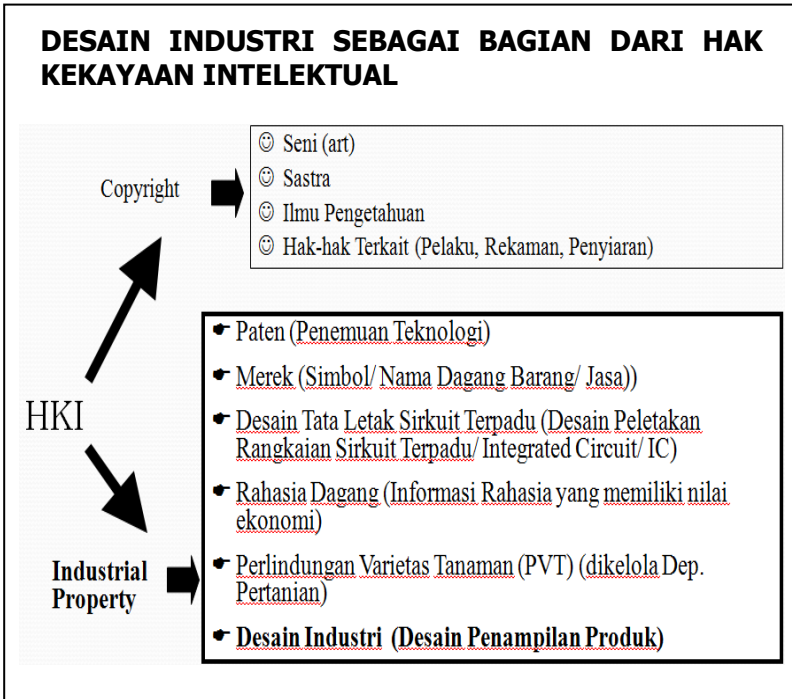 DESAIN INDUSTRI SEBAGAI BAGIAN DARI HAK
KEKAYAAN INTELEKTUAL
Copyright
☺ Seni (art)
☺ Sastra
☺ Ilmu Pengetahuan
☺ Hak-hak Terkait (Pelaku, Rekaman, Penyiaran)
HKI
Industrial
Property
☛ Paten (Penemuan Teknologi)
☛ Merek (Simbol/ Nama Dagang Barang/ Jasa))
☛ Desain Tata Letak Sirkuit Terpadu (Desain Peletakan
Rangkaian Sirkuit Terpadu/ Integrated Circuit/ IC)
☛ Rahasia Dagang (Informasi Rahasia yang memiliki nilai
ekonomi)
☛ Perlindungan Varietas Tanaman (PVT) (dikelola Dep.
Pertanian)
☛ Desain Industri (Desain Penampilan Produk)